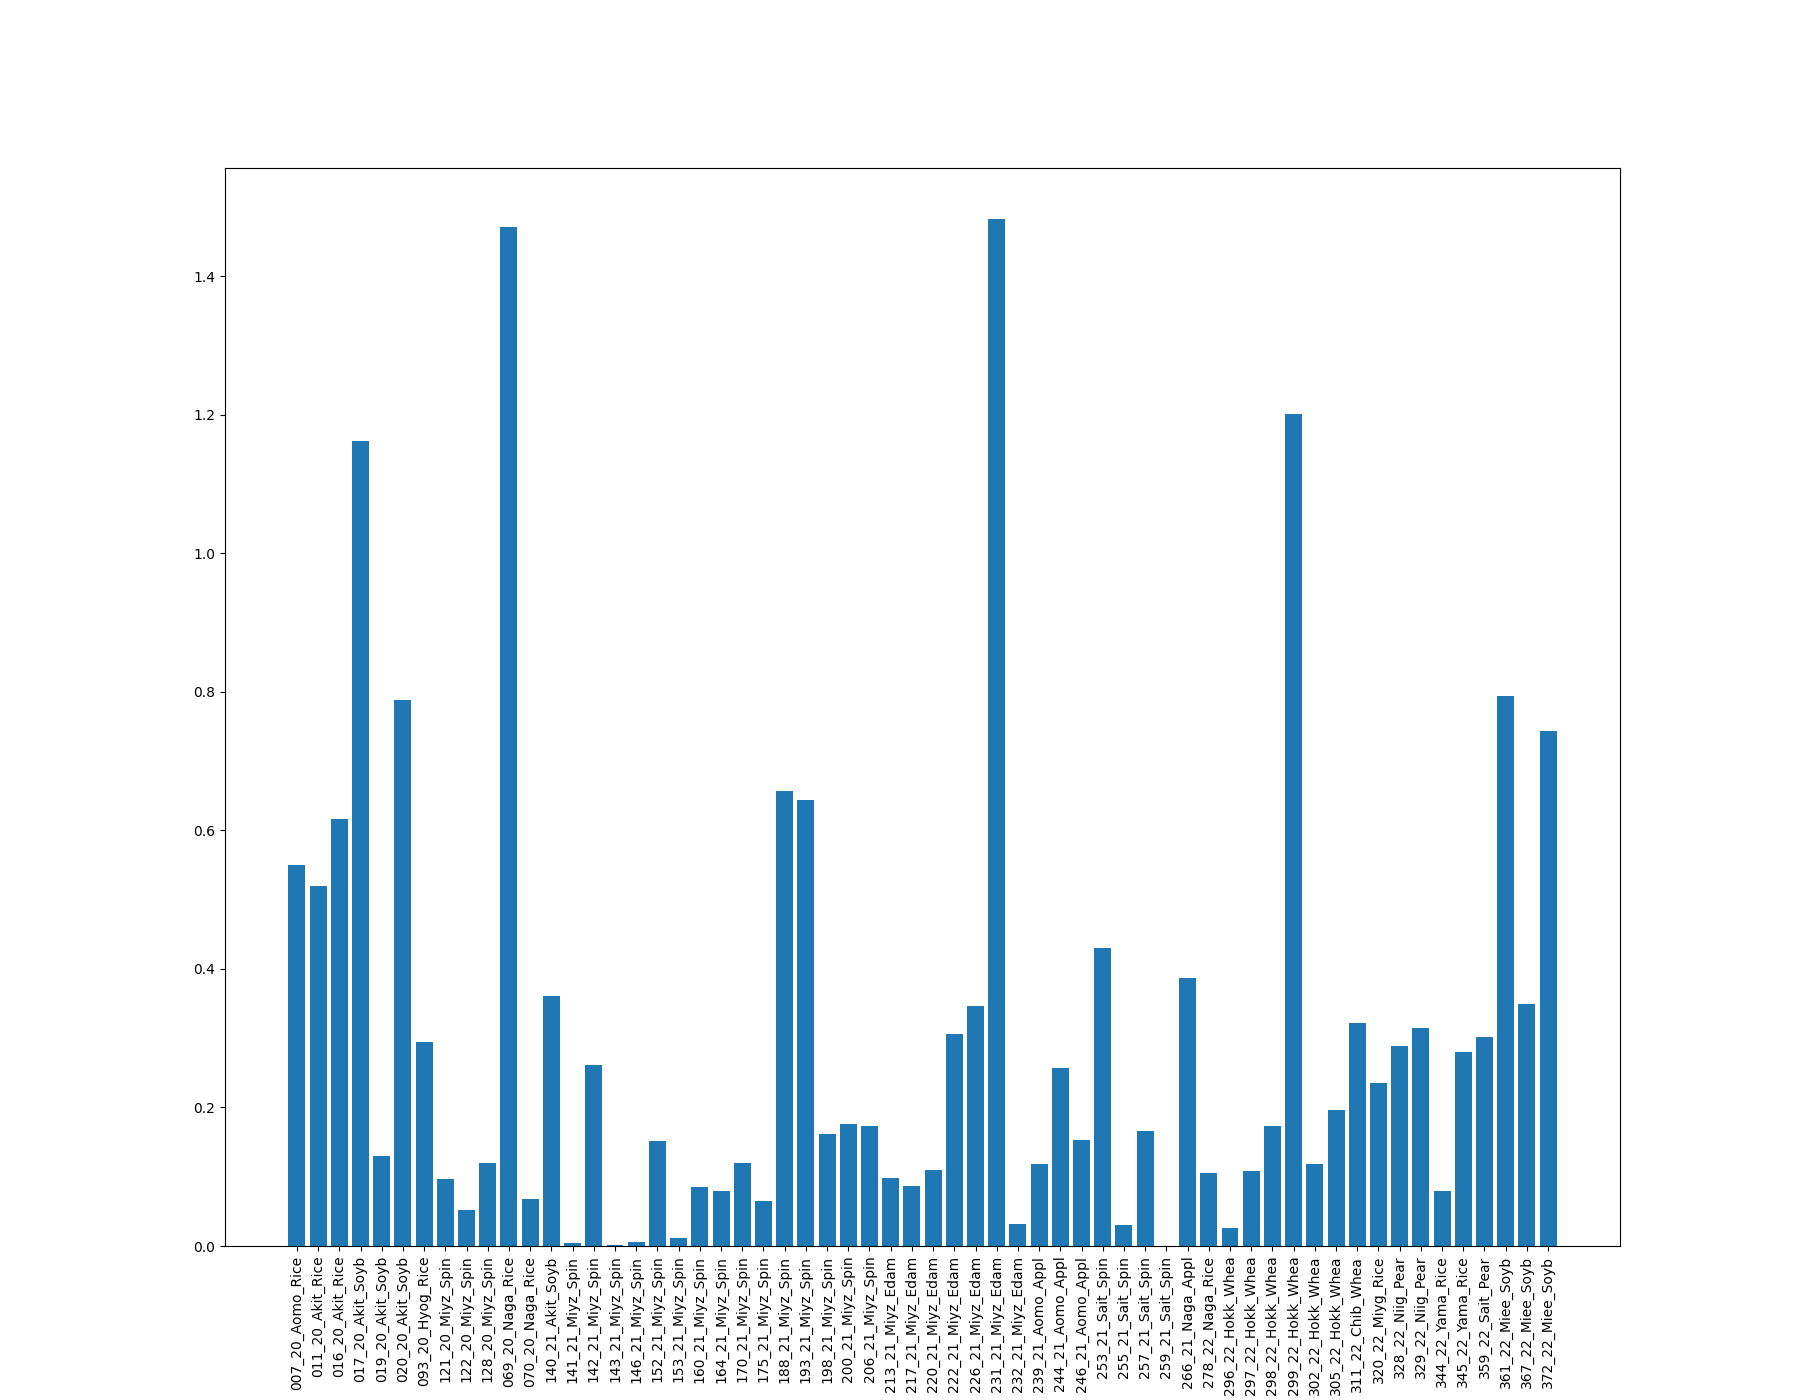 1.4
1.2
1.0
0.8
0.6
0.4
0.2
0.0
007_20_Aomo_Rice
011_20_Akit_Rice
016_20_Akit_Rice
017_20_Akit_Soyb
019_20_Akit_Soyb
020_20_Akit_Soyb
093_20_Hyog_Rice
121_20_Miyz_Spin
122_20_Miyz_Spin
128_20_Miyz_Spin
069_20_Naga_Rice
070_20_Naga_Rice
140_21_Akit_Soyb
141_21_Miyz_Spin
142_21_Miyz_Spin
143_21_Miyz_Spin
146_21_Miyz_Spin
152_21_Miyz_Spin
153_21_Miyz_Spin
160_21_Miyz_Spin
164_21_Miyz_Spin
170_21_Miyz_Spin
175_21_Miyz_Spin
188_21_Miyz_Spin
193_21_Miyz_Spin
198_21_Miyz_Spin
200_21_Miyz_Spin
206_21_Miyz_Spin
213_21_Miyz_Edam
217_21_Miyz_Edam
220_21_Miyz_Edam
222_21_Miyz_Edam
226_21_Miyz_Edam
231_21_Miyz_Edam
232_21_Miyz_Edam
239_21_Aomo_Appl
244_21_Aomo_Appl
246_21_Aomo_Appl
253_21_Sait_Spin
255_21_Sait_Spin
257_21_Sait_Spin
259_21_Sait_Spin
266_21_Naga_Appl
278_22_Naga_Rice
296_22_Hokk_Whea
297_22_Hokk_Whea
298_22_Hokk_Whea
299_22_Hokk_Whea
302_22_Hokk_Whea
305_22_Hokk_Whea
311_22_Chib_Whea
320_22_Miyg_Rice
328_22_Niig_Pear
329_22_Niig_Pear
344_22_Yama_Rice
345_22_Yama_Rice
359_22_Sait_Pear
361_22_Miee_Soyb
367_22_Miee_Soyb
372_22_Miee_Soyb